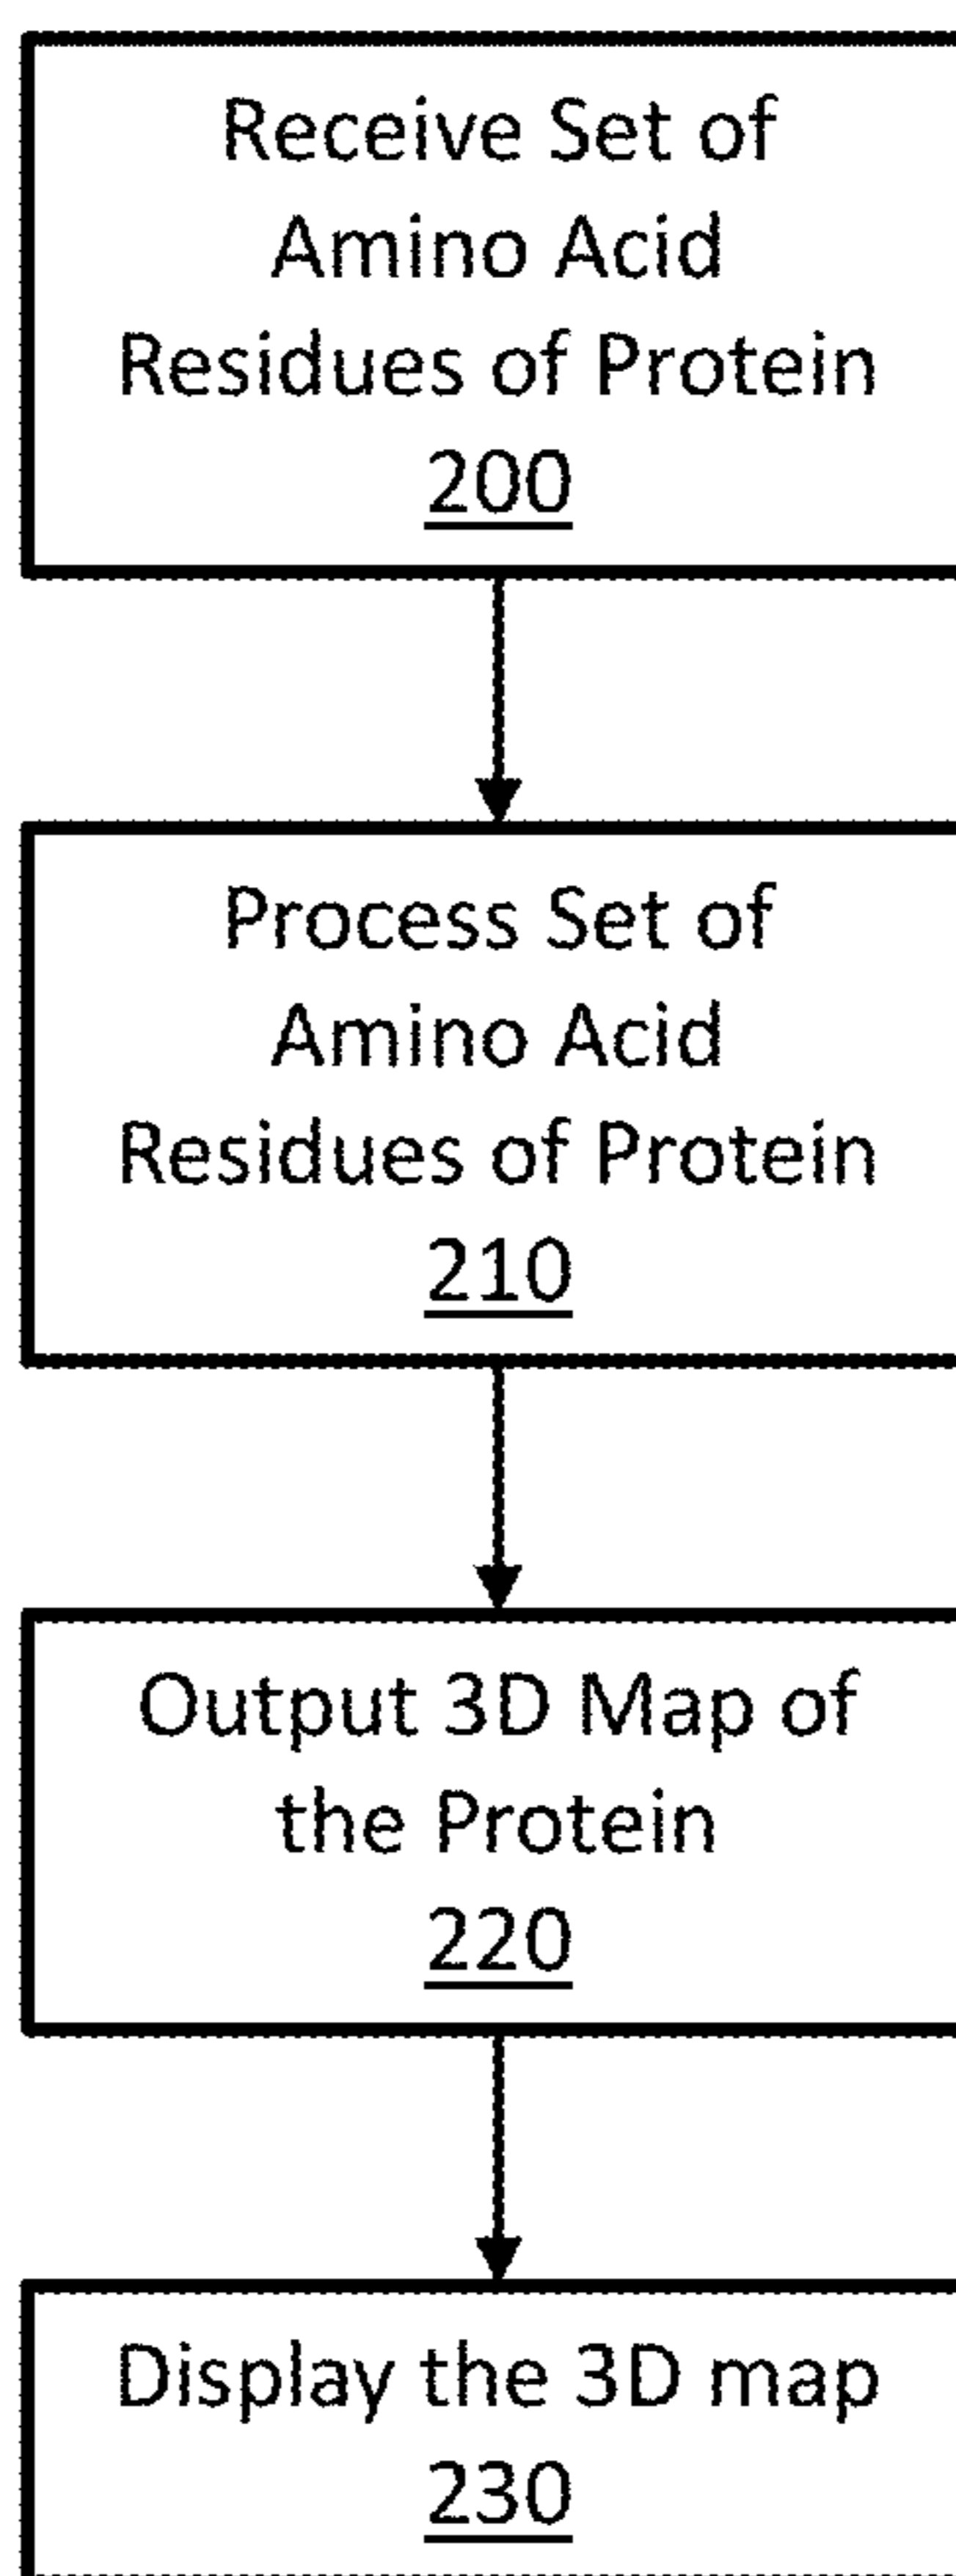 Receive Set of
Amino Acid
Residues of Protein
200
Process Set of
Amino Acid
Residues of Protein
210
Output 3D Map of
the Protein
220
Display the 3D map
230